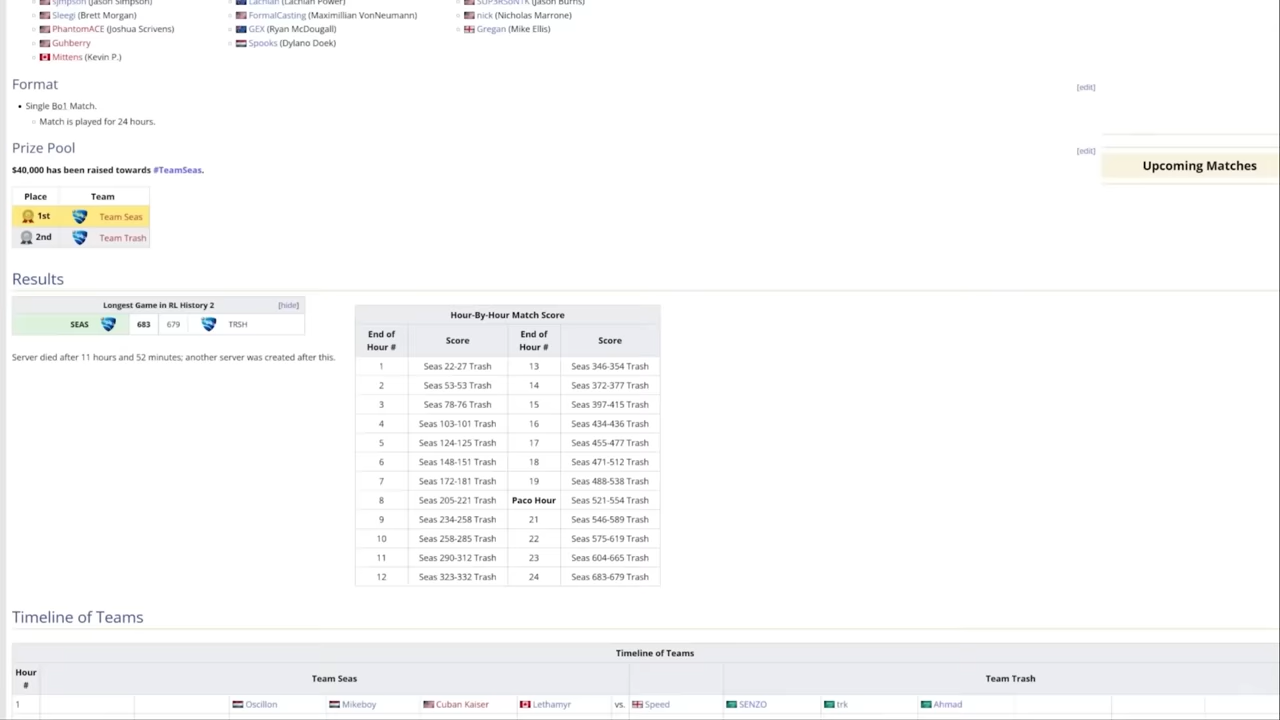 sjmpson (Jason Simpson) Lachlan (Lachlan Power) SUP3RS0N1K (Jason Burns)
Sleegi (Brett Morgan) FormalCasting (Maximillian VonNeumann) nick (Nicholas Marrone)
PhantomACE (Joshua Scrivens) GEX (Ryan McDougall) Gregan (Mike Ellis)
Guhberry Spooks (Dylano Doek)
Mittens (Kevin P.)
Format [edit]
Single Bo1 Match.
Match is played for 24 hours.
Prize Pool [edit]
Upcoming Matches
$40,000 has been raised towards #TeamSeas.
Place Team
1st Team Seas
2nd Team Trash
Results
Longest Game in RL History 2 [hide]
SEAS 683 679 TRSH
Server died after 11 hours and 52 minutes; another server was created after this.
Hour-By-Hour Match Score
End of Hour # Score End of Hour # Score
1 Seas 22-27 Trash 13 Seas 346-354 Trash
2 Seas 53-53 Trash 14 Seas 372-377 Trash
3 Seas 78-76 Trash 15 Seas 397-415 Trash
4 Seas 103-101 Trash 16 Seas 434-436 Trash
5 Seas 124-125 Trash 17 Seas 455-477 Trash
6 Seas 148-151 Trash 18 Seas 471-512 Trash
7 Seas 172-181 Trash 19 Seas 488-538 Trash
8 Seas 205-221 Trash Paco Hour Seas 521-554 Trash
9 Seas 234-258 Trash 21 Seas 546-589 Trash
10 Seas 258-285 Trash 22 Seas 575-619 Trash
11 Seas 290-312 Trash 23 Seas 604-665 Trash
12 Seas 323-332 Trash 24 Seas 683-679 Trash
Timeline of Teams
Timeline of Teams
Hour # Team Seas Team Trash
1 Oscillon Mikeboy Cuban Kaiser Lethamyr vs. Speed SENZO trk Ahmad